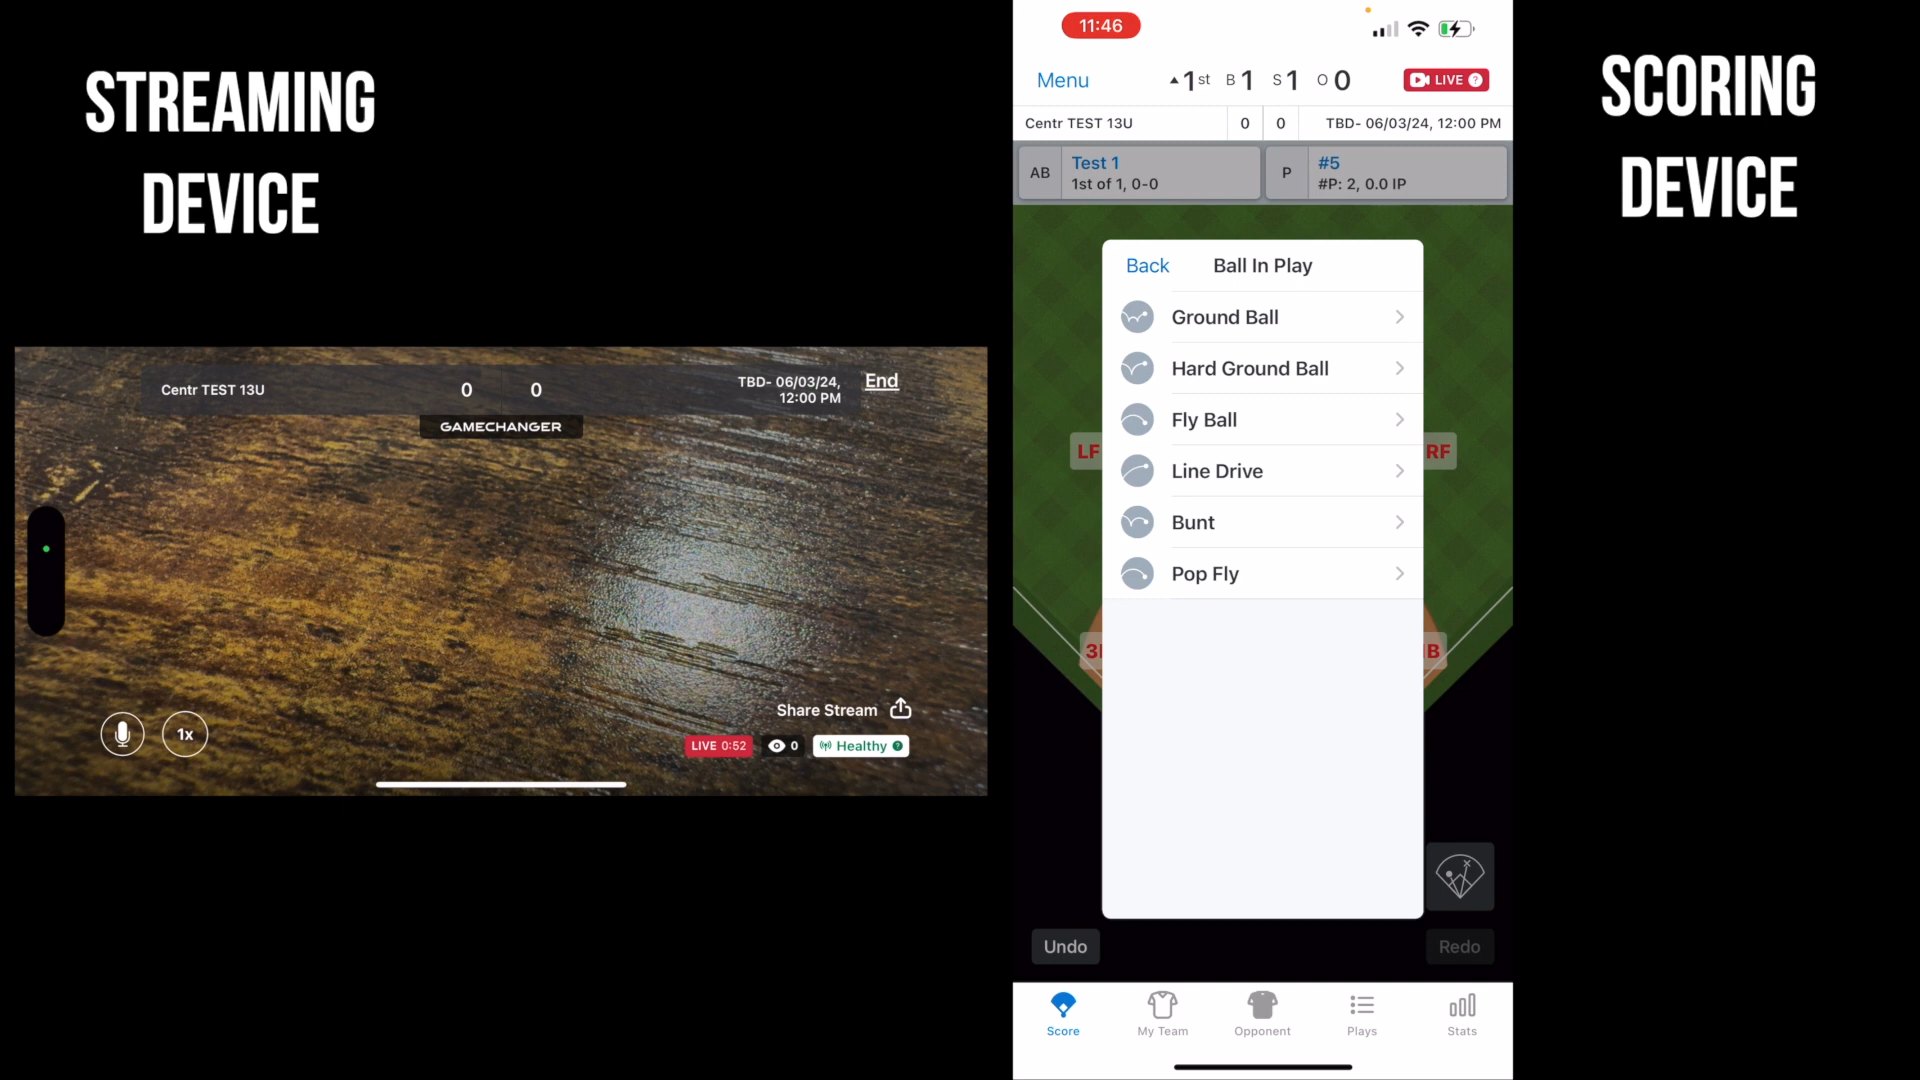 STREAMING
DEVICE
Centr TEST 13U
0
0
TBD- 06/03/24,
12:00 PM
End
GAMECHANGER
1x
Share Stream
LIVE 0:52
0
Healthy ?
11:46
Menu
▲ 1st B 1 S 1 O 0
LIVE ?
Centr TEST 13U
0
0
TBD- 06/03/24, 12:00 PM
AB
Test 1
1st of 1, 0-0
P
#5
#P: 2, 0.0 IP
Back
Ball In Play
Ground Ball
Hard Ground Ball
Fly Ball
Line Drive
Bunt
Pop Fly
LF
RF
Undo
Redo
Score
My Team
Opponent
Plays
Stats
SCORING
DEVICE